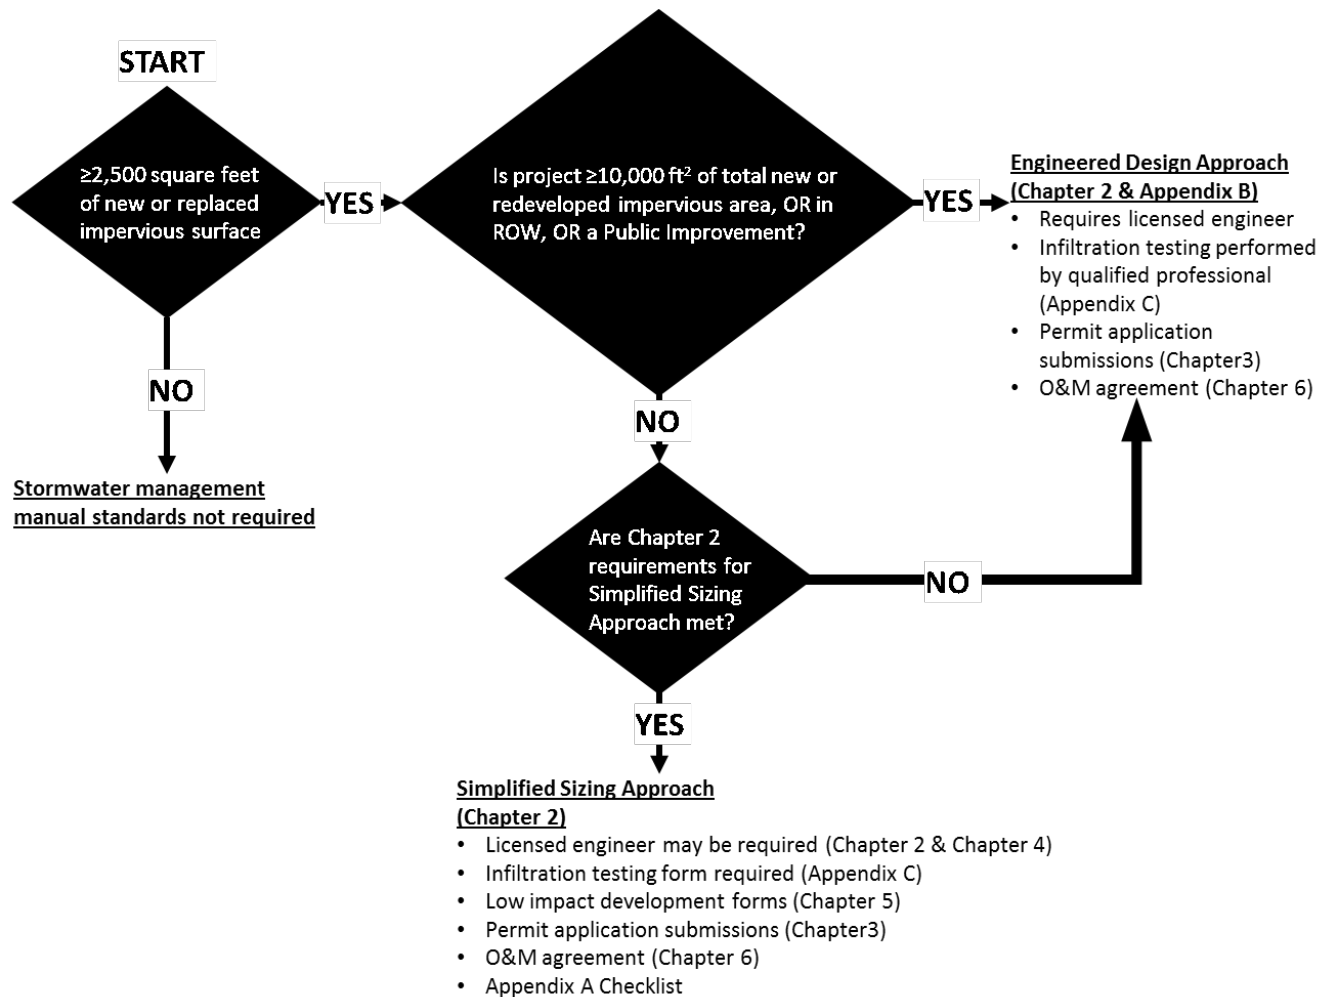 START
≥2,500 square feet
of new or replaced
impervious surface
YES
Is project ≥10,000 ft² of total new or
redeveloped impervious area, OR in
ROW, OR a Public Improvement?
YES
Engineered Design Approach
(Chapter 2 & Appendix B)
• Requires licensed engineer
• Infiltration testing performed
by qualified professional
(Appendix C)
• Permit application
submissions (Chapter3)
• O&M agreement (Chapter 6)
NO
Stormwater management
manual standards not required
NO
Are Chapter 2
requirements for
Simplified Sizing
Approach met?
NO
YES
Simplified Sizing Approach
(Chapter 2)
• Licensed engineer may be required (Chapter 2 & Chapter 4)
• Infiltration testing form required (Appendix C)
• Low impact development forms (Chapter 5)
• Permit application submissions (Chapter3)
• O&M agreement (Chapter 6)
• Appendix A Checklist